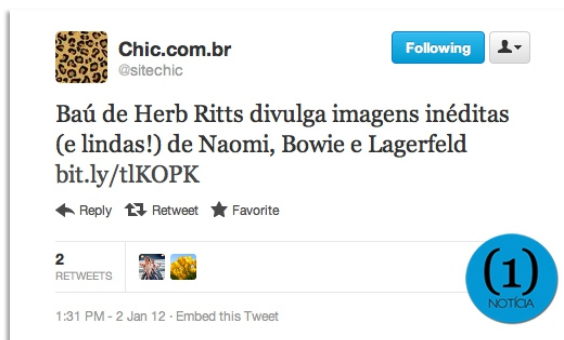 Chic.com.br
@sitechic
Following
Baú de Herb Ritts divulga imagens inéditas
(e lindas!) de Naomi, Bowie e Lagerfeld
bit.ly/tlKOPK
Reply Retweet Favorite
2
RETWEETS
(1)
NOTÍCIA
1:31 PM - 2 Jan 12 · Embed this Tweet